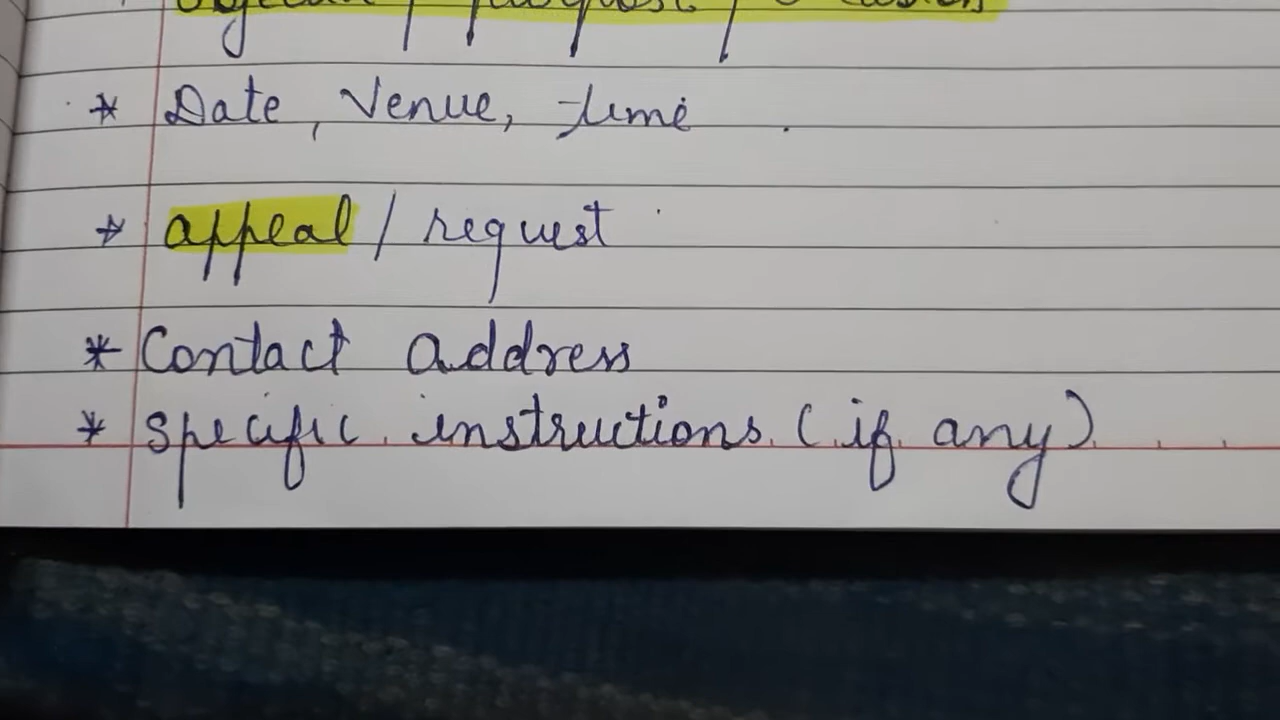 * Date, Venue, time
* appeal / request
* Contact address
* Specific instructions (if any)